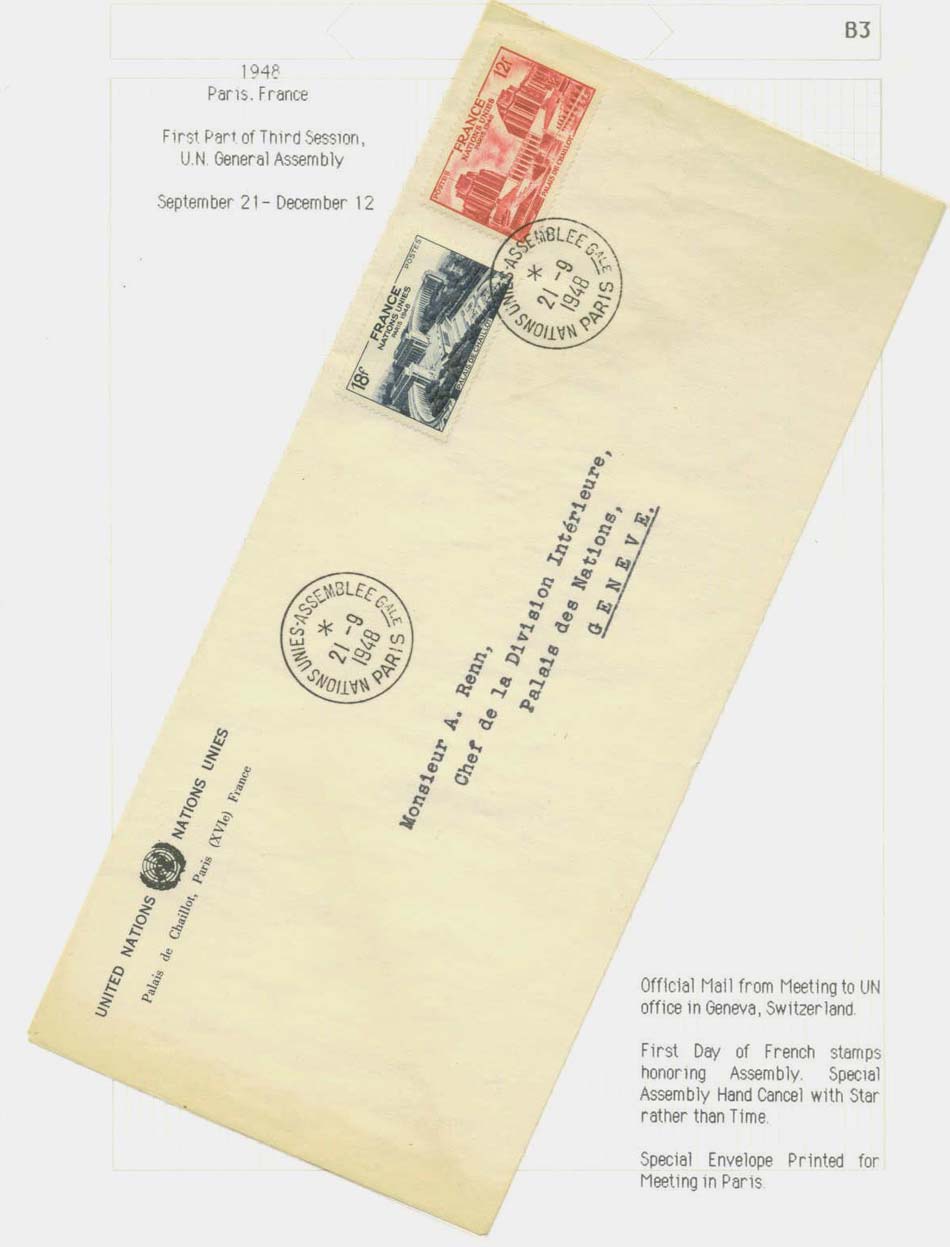 B3
1948
Paris, France
First Part of Third Session,
U.N. General Assembly
September 21- December 12
POSTES
FRANCE
NATIONS UNIES
PARIS 1948
12f
PALAIS DE CHAILLOT
18f
FRANCE
NATIONS UNIES
PARIS 1948
POSTES
PALAIS DE CHAILLOT
NATIONS UNIES-ASSEMBLEE GALE
*
21-9
1948
PARIS
NATIONS UNIES-ASSEMBLEE GALE
*
21-9
1948
PARIS
UNITED NATIONS NATIONS UNIES
Palais de Chaillot, Paris (XVIe) France
Monsieur A. Renn,
Chef de la Division Intérieure,
Palais des Nations,
GENEVE.
Official Mail from Meeting to UN
office in Geneva, Switzerland.
First Day of French stamps
honoring Assembly. Special
Assembly Hand Cancel with Star
rather than Time.
Special Envelope Printed for
Meeting in Paris.